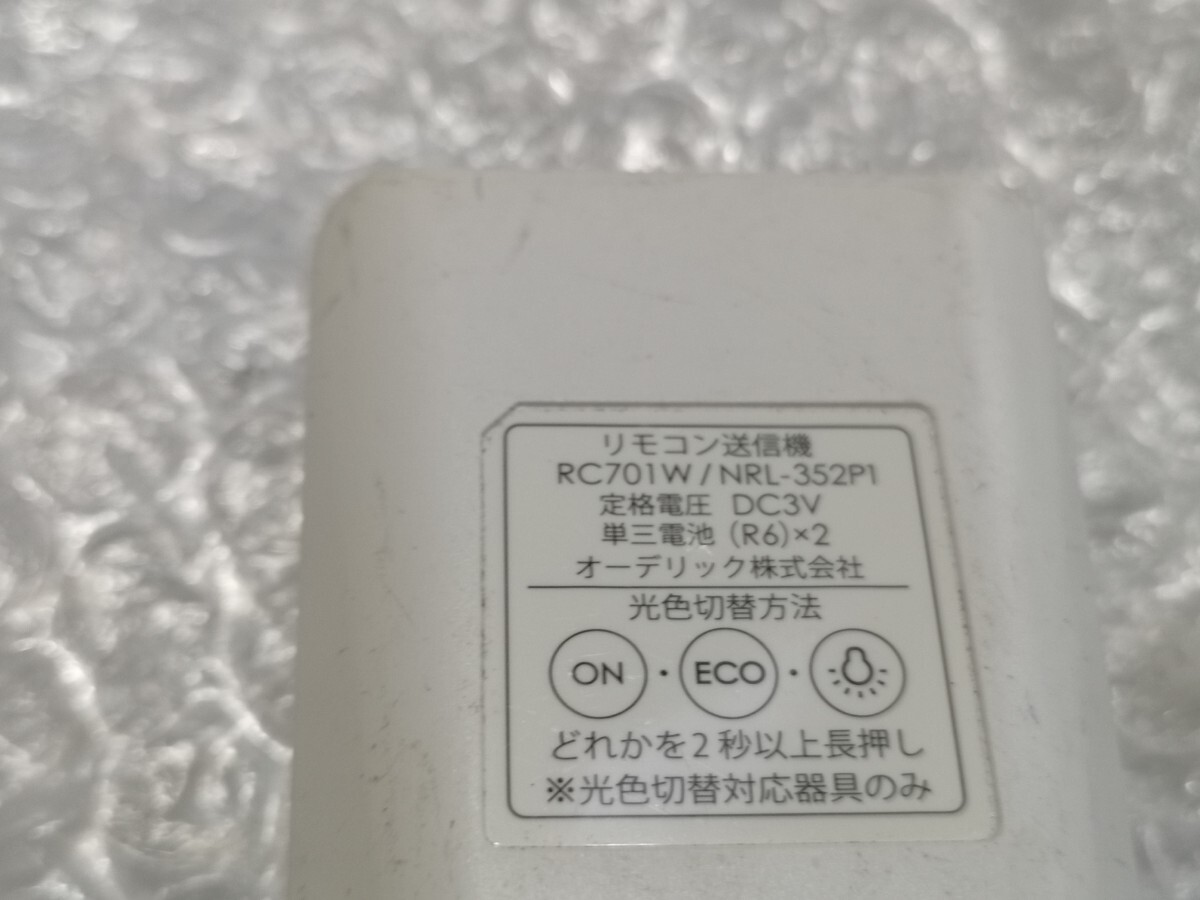 リモコン送信機
RC701W/NRL-352P1
定格電圧 DC3V
単三電池 (R6)×2
オーデリック株式会社
光色切替方法
ON・ECO・
どれかを2秒以上長押し
※光色切替対応器具のみ